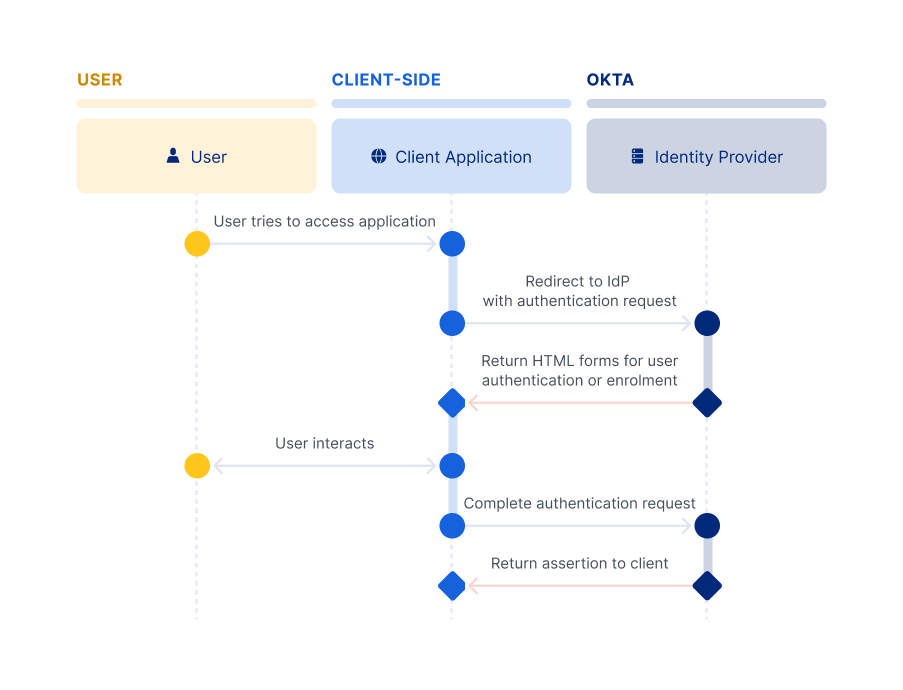 USER
CLIENT-SIDE
OKTA
User
Client Application
Identity Provider
User tries to access application
Redirect to IdP
with authentication request
Return HTML forms for user
authentication or enrolment
User interacts
Complete authentication request
Return assertion to client